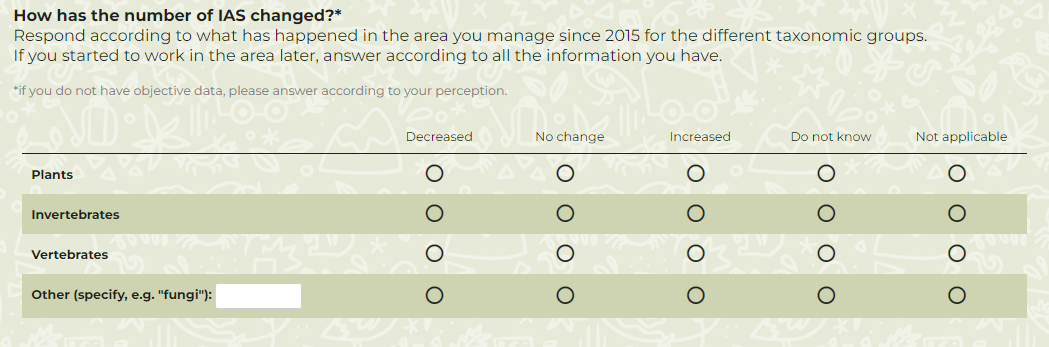 How has the number of IAS changed?*
Respond according to what has happened in the area you manage since 2015 for the different taxonomic groups.
If you started to work in the area later, answer according to all the information you have.
*if you do not have objective data, please answer according to your perception.
Decreased No change Increased Do not know Not applicable
Plants
Invertebrates
Vertebrates
Other (specify, e.g. "fungi"):